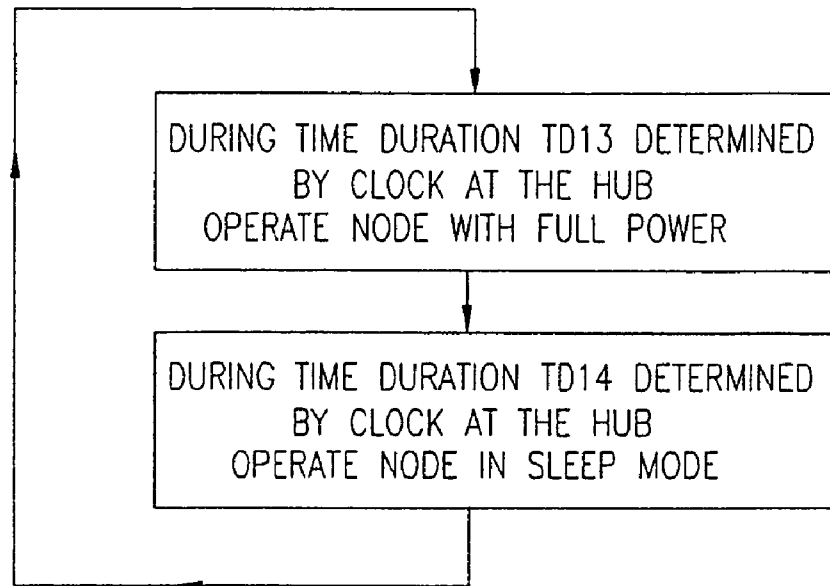 DURING TIME DURATION TD13 DETERMINED
BY CLOCK AT THE HUB
OPERATE NODE WITH FULL POWER
DURING TIME DURATION TD14 DETERMINED
BY CLOCK AT THE HUB
OPERATE NODE IN SLEEP MODE